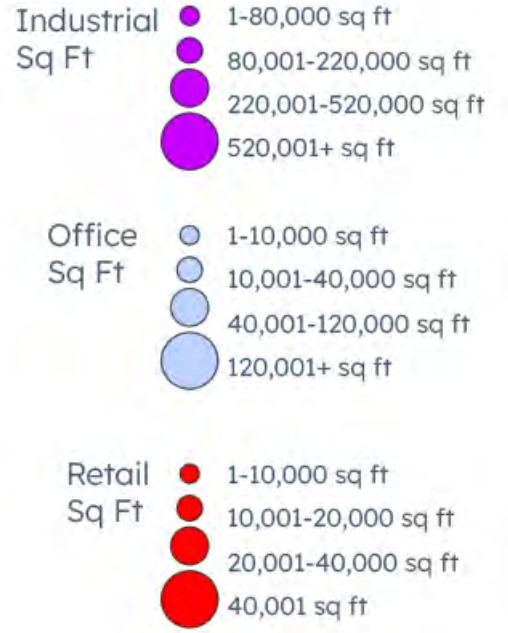 Industrial
Sq Ft
1-80,000 sq ft
80,001-220,000 sq ft
220,001-520,000 sq ft
520,001+ sq ft
Office
Sq Ft
1-10,000 sq ft
10,001-40,000 sq ft
40,001-120,000 sq ft
120,001+ sq ft
Retail
Sq Ft
1-10,000 sq ft
10,001-20,000 sq ft
20,001-40,000 sq ft
40,001 sq ft